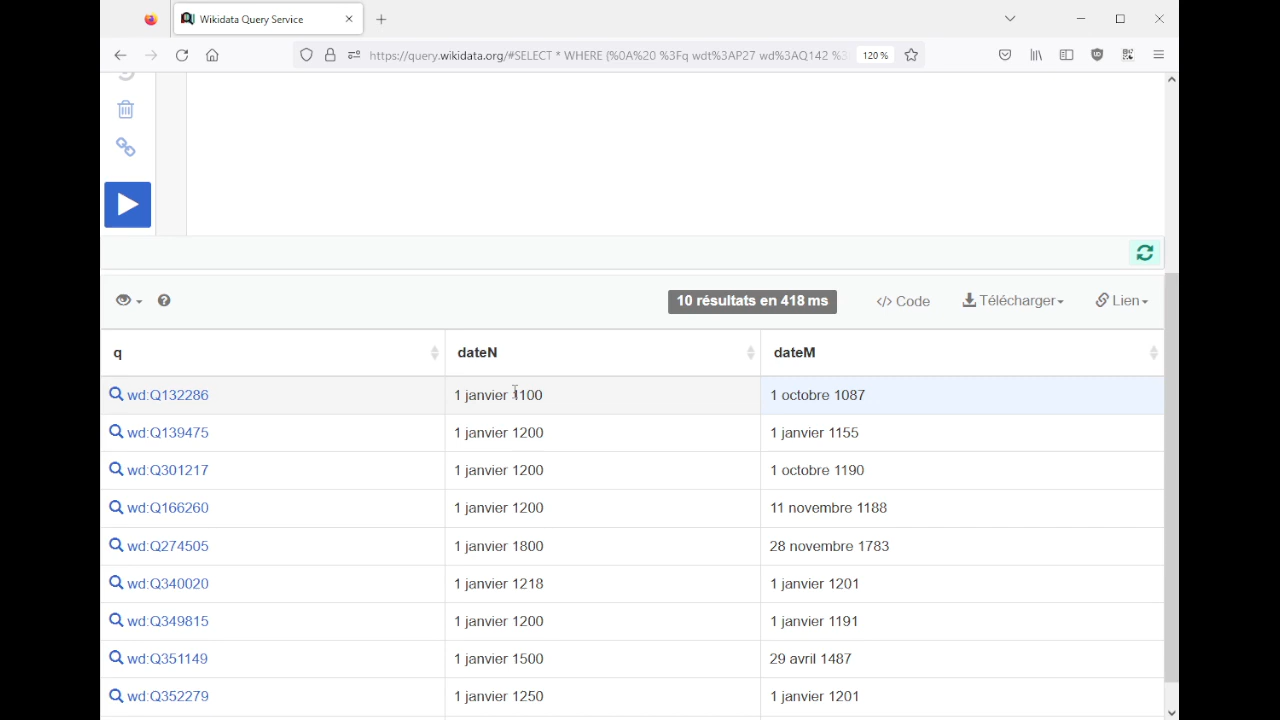 Wikidata Query Service
https://query.wikidata.org/#SELECT * WHERE {%0A%20 %3Fq wdt%3AP27 wd%3AQ142 %3
120 %
10 résultats en 418 ms
</> Code
Télécharger
Lien
q dateN dateM
wd:Q132286 1 janvier 1100 1 octobre 1087
wd:Q139475 1 janvier 1200 1 janvier 1155
wd:Q301217 1 janvier 1200 1 octobre 1190
wd:Q166260 1 janvier 1200 11 novembre 1188
wd:Q274505 1 janvier 1800 28 novembre 1783
wd:Q340020 1 janvier 1218 1 janvier 1201
wd:Q349815 1 janvier 1200 1 janvier 1191
wd:Q351149 1 janvier 1500 29 avril 1487
wd:Q352279 1 janvier 1250 1 janvier 1201